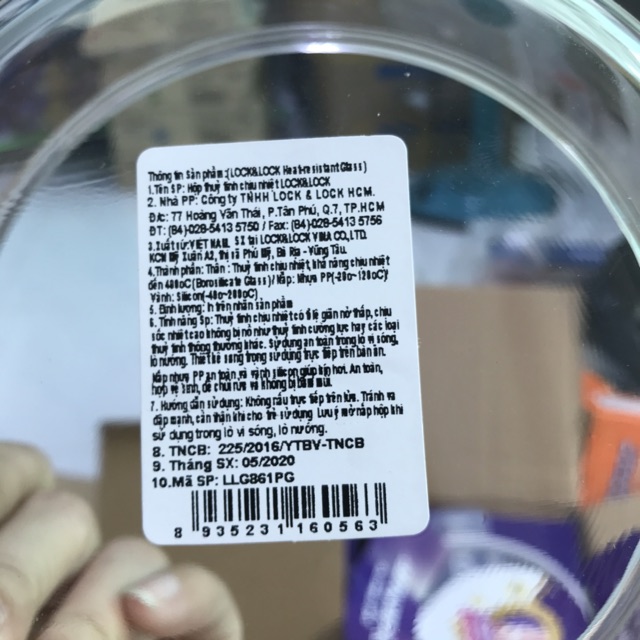 Thông tin Sản phẩm :(LOCK&LOCK Heat-resistant Glass)
1.Tên SP: Hộp thuỷ tinh chịu nhiệt LOCK&LOCK
2. Nhà PP: Công ty TNHH LOCK & LOCK HCM.
Đ/c: 77 Hoàng Văn Thái, P.Tân Phú, Q.7, TP.HCM
ĐT: (84)-028-5413 5750 / Fax: (84)-028-5413 5756
3.Xuất sứ:VIET NAM. SX tại LOCK&LOCK VINA CO.,LTD.
KCN Mỹ Xuân A2, thị xã Phú Mỹ, Bà Rịa - Vũng Tàu.
4.Thành phần: Thân : Thuỷ tinh chịu nhiệt, khả năng chịu nhiệt
đến 400oC (Borosilicate Glass)/ Nắp: Nhựa PP(-20o~120oC)/
Vành: Silicon(-40o~200oC)
5. Định lượng: In trên nhãn sản phẩm
6. Tính năng Sp: Thuỷ tinh chịu nhiệt có tỉ lệ giãn nở thấp, chịu
sốc nhiệt cao không bị nổ như thuỷ tinh cường lực hay các loại
thuỷ tinh thông thường khác. Sử dụng an toàn trong lò vi sóng,
lò nướng. Thiết kế sang trọng sử dụng trực tiếp trên bàn ăn.
Nắp nhựa PP an toàn và vành silicon giúp kín hơi. An toàn,
hợp vệ sinh, dễ chùi rửa và không bị bám mùi.
7. Hướng dẫn sử dụng: Không nấu trực tiếp trên lửa. Tránh va
đập mạnh, cẩn thận khi cho trẻ sử dụng. Lưu ý mở nắp hộp khi
sử dụng trong lò vi sóng, lò nướng.
8. TNCB: 225/2016/YTBV-TNCB
9. Tháng SX: 05/2020
10.Mã SP: LLG861PG
8 935231 160563